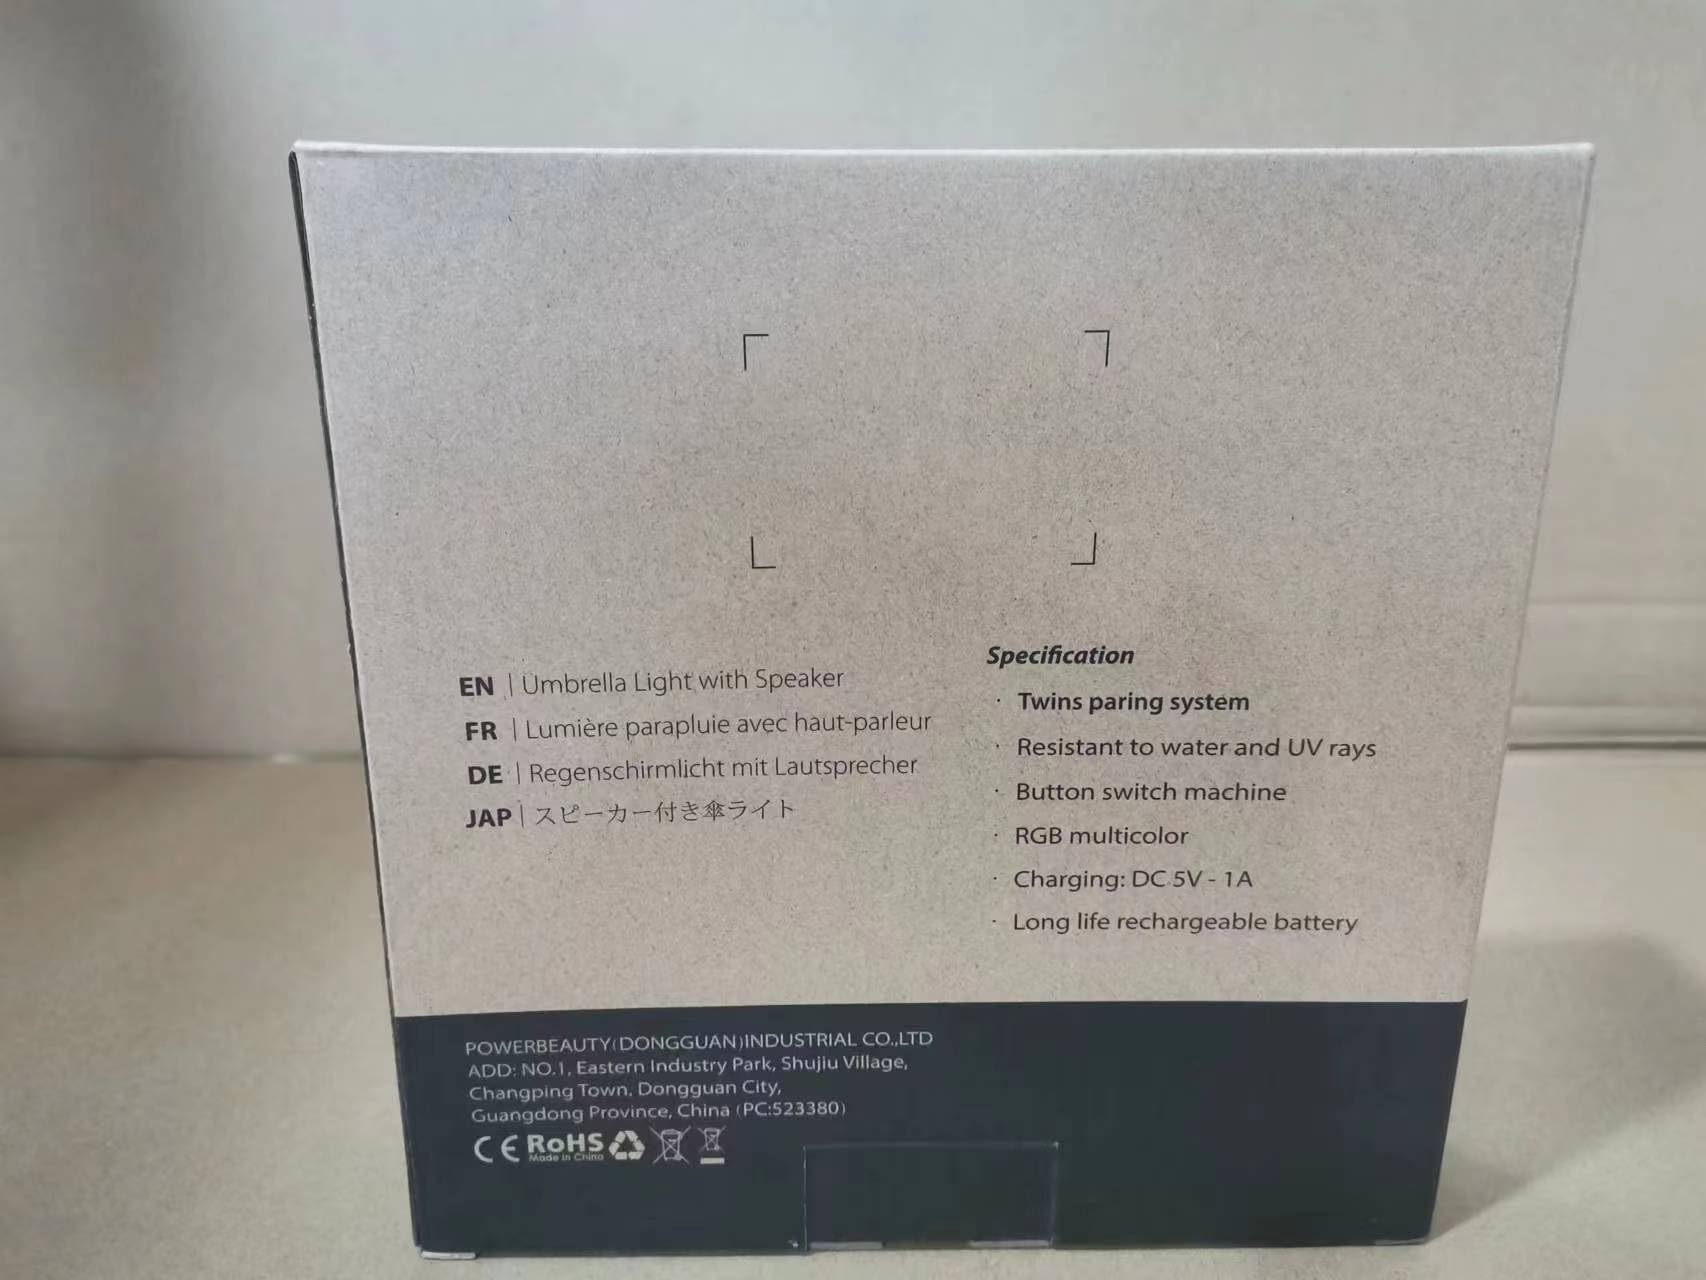 EN | Umbrella Light with Speaker
FR | Lumière parapluie avec haut-parleur
DE | Regenschirmlicht mit Lautsprecher
JAP | スピーカー付き傘ライト
Specification
· Twins paring system
· Resistant to water and UV rays
· Button switch machine
· RGB multicolor
· Charging: DC 5V - 1A
· Long life rechargeable battery
POWERBEAUTY(DONGGUAN)INDUSTRIAL CO.,LTD
ADD: NO.1, Eastern Industry Park, Shujiu Village,
Changping Town, Dongguan City,
Guangdong Province, China (PC:523380)
CE RoHS
Made in China